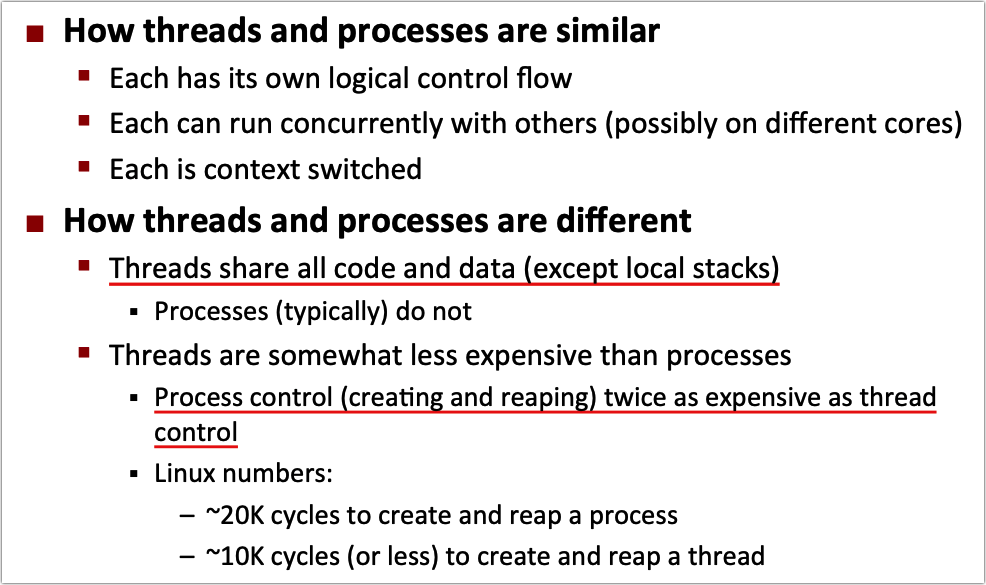 How threads and processes are similar
Each has its own logical control flow
Each can run concurrently with others (possibly on different cores)
Each is context switched
How threads and processes are different
Threads share all code and data (except local stacks)
Processes (typically) do not
Threads are somewhat less expensive than processes
Process control (creating and reaping) twice as expensive as thread
control
Linux numbers:
– ~20K cycles to create and reap a process
– ~10K cycles (or less) to create and reap a thread